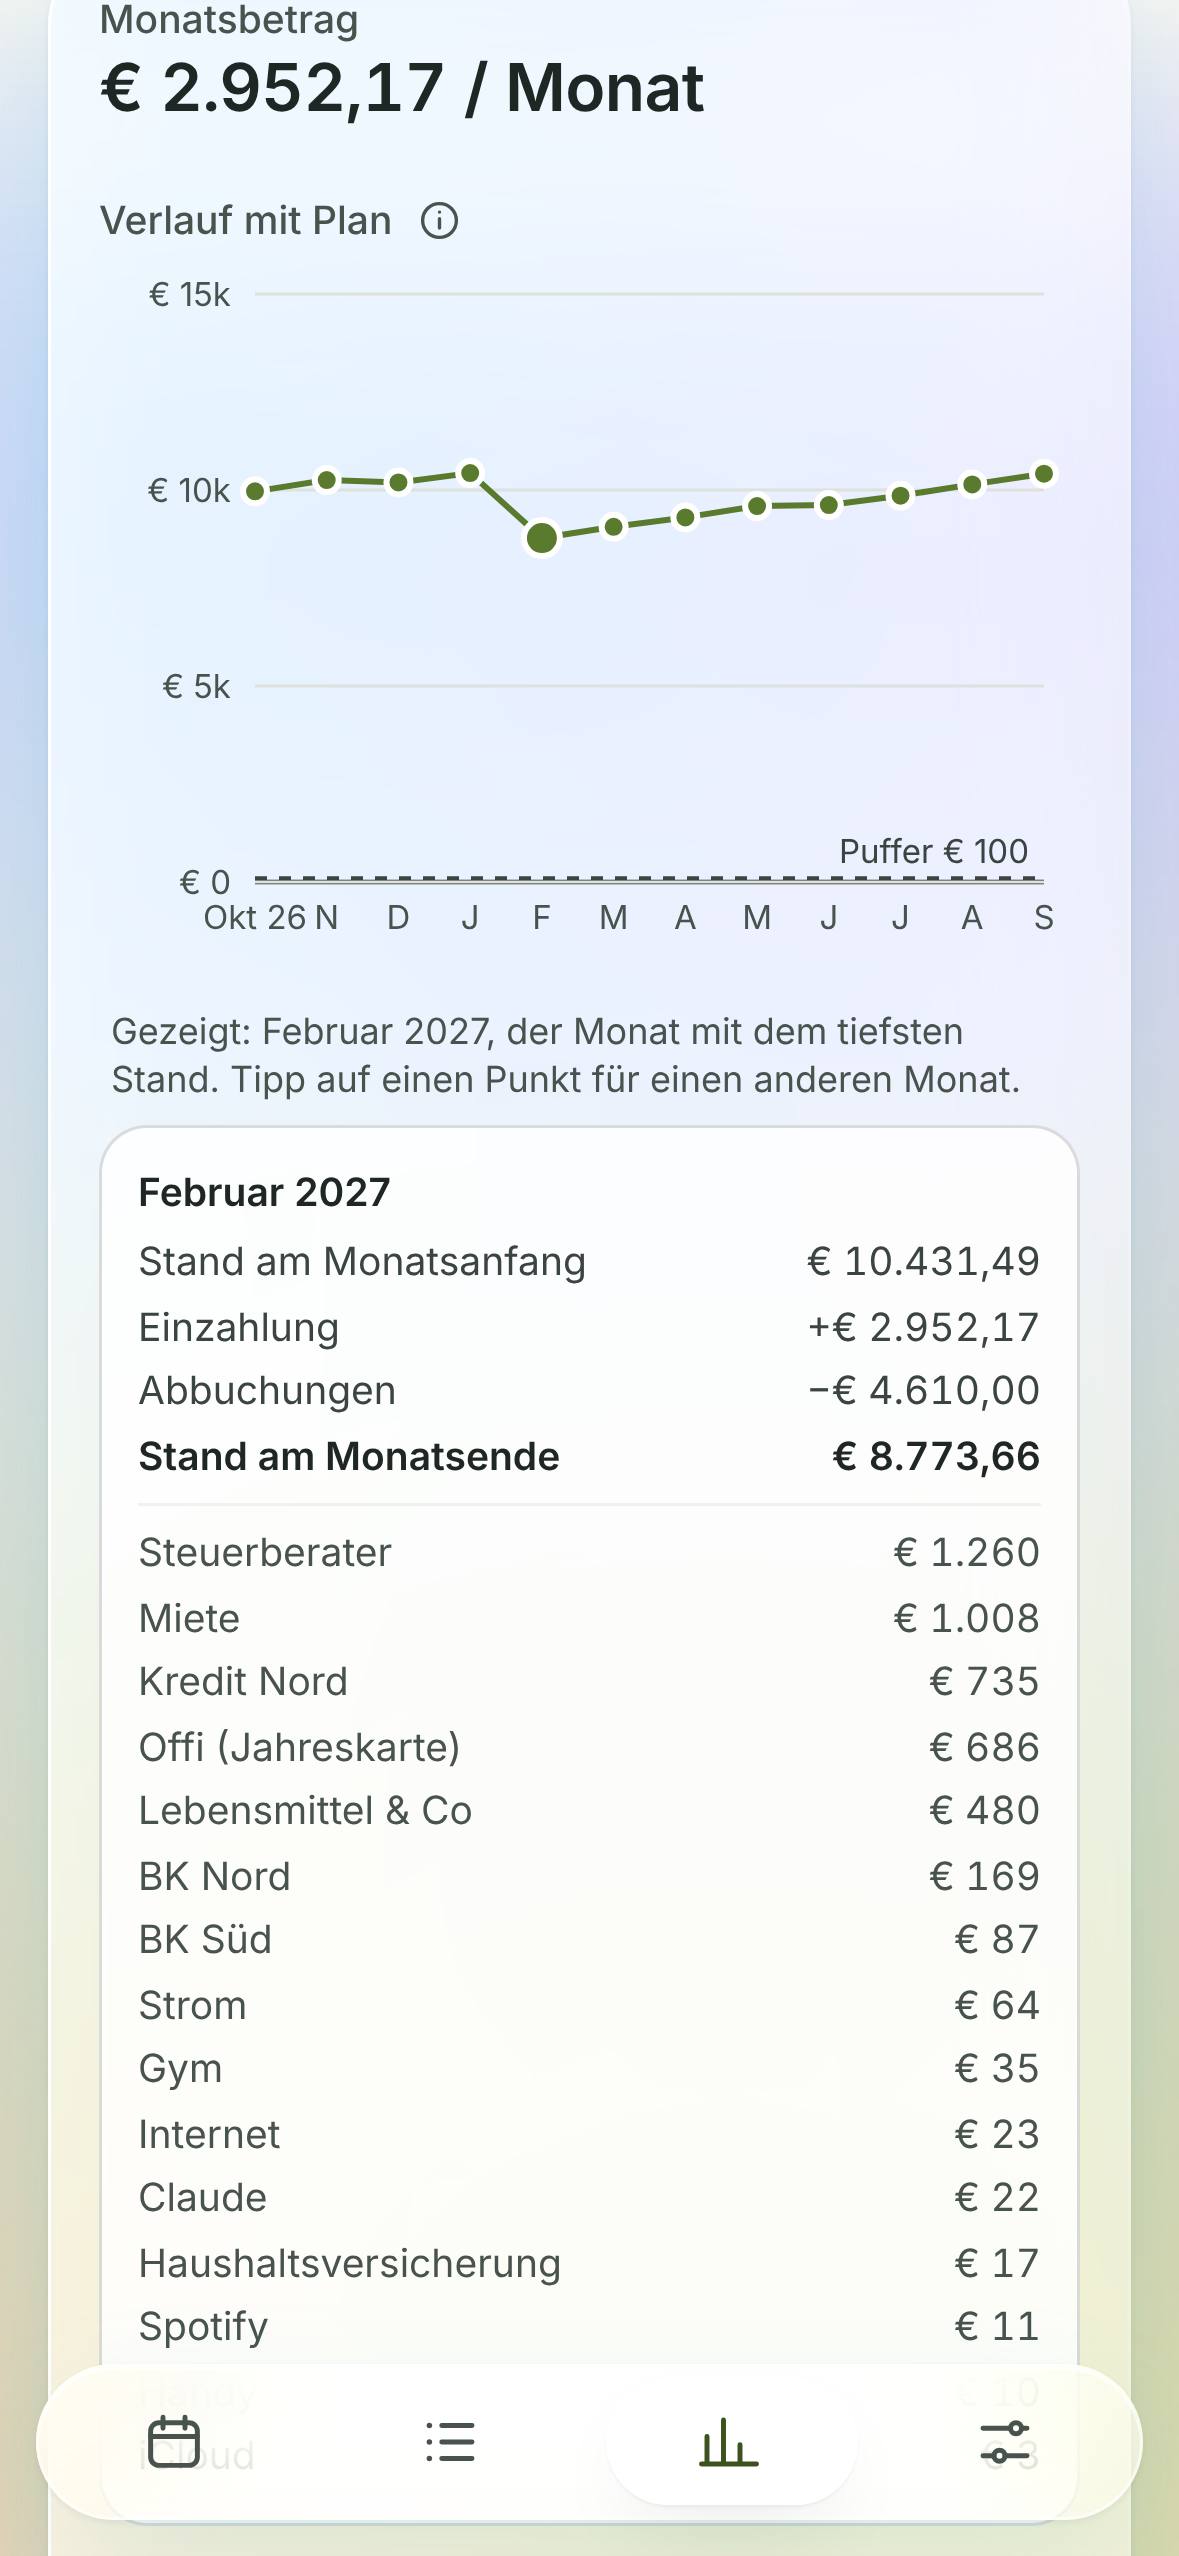 Monatsbetrag
€ 2.952,17 / Monat
Verlauf mit Plan
€ 15k
€ 10k
€ 5k
Puffer € 100
€ 0
Okt 26 N D J F M A M J J A S
Gezeigt: Februar 2027, der Monat mit dem tiefsten
Stand. Tipp auf einen Punkt für einen anderen Monat.
Februar 2027
Stand am Monatsanfang € 10.431,49
Einzahlung +€ 2.952,17
Abbuchungen −€ 4.610,00
Stand am Monatsende € 8.773,66
Steuerberater € 1.260
Miete € 1.008
Kredit Nord € 735
Offi (Jahreskarte) € 686
Lebensmittel & Co € 480
BK Nord € 169
BK Süd € 87
Strom € 64
Gym € 35
Internet € 23
Claude € 22
Haushaltsversicherung € 17
Spotify € 11
Handy € 10
iCloud € 3